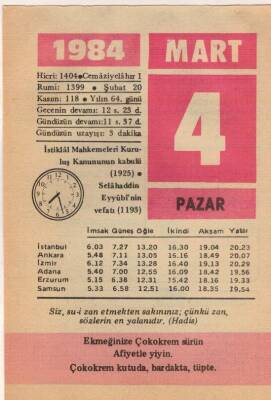 1984 MART
Hicri: 1404●Cemâziyelâhır 1
Rumi: 1399 ● Şubat 20
Kasım: 118 ● Yılın 64. günü
Gecenin devamı: 12 s. 23 d.
Gündüzün devamı:11 s. 37 d.
Gündüzün uzayışı: 3 dakika
4
PAZAR
İstiklâl Mahkemeleri Kuru-
luş Kanununun kabulü
(1925) ●
Selâhaddin
Eyyûbî'nin
vefatı (1193)
İmsak Güneş Öğle İkindi Akşam Yatsı
İstanbul 6.03 7.27 13.20 16.30 19.04 20.23
Ankara 5.48 7.11 13.05 16.16 18.49 20.07
İzmir 6.12 7.34 13.28 16.40 19.13 20.29
Adana 5.40 7.00 12.55 16.09 18.42 19.56
Erzurum 5.15 6.38 12.31 15.42 18.16 19.33
Samsun 5.33 6.58 12.51 16.00 18.35 19.54
Siz, su-i zan etmekten sakınınız; çünkü zan,
sözlerin en yalanıdır. (Hadis)
Ekmeğinize Çokokrem sürün
Afiyetle yiyin.
Çokokrem kutuda, bardakta, tüpte.